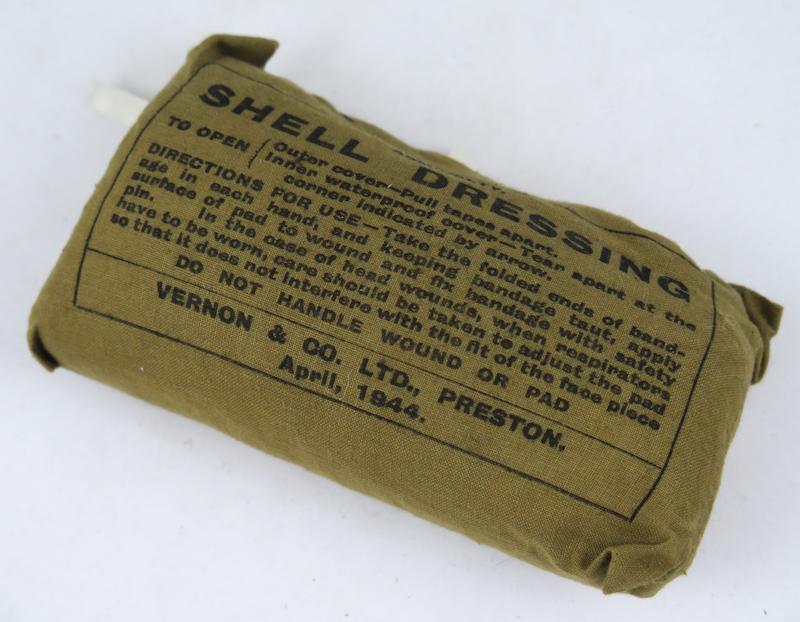 SHELL DRESSING
TO OPEN { Outer cover—Pull tapes apart.
Inner waterproof cover—Tear apart at the
corner indicated by arrow.
DIRECTIONS FOR USE—Take the folded ends of band-
age in each hand, and keeping bandage taut, apply
surface of pad to wound and fix bandage with safety
pin. In the case of head wounds, when respirators
have to be worn, care should be taken to adjust the pad
so that it does not interfere with the fit of the face piece
DO NOT HANDLE WOUND OR PAD
VERNON & CO. LTD., PRESTON,
April, 1944.